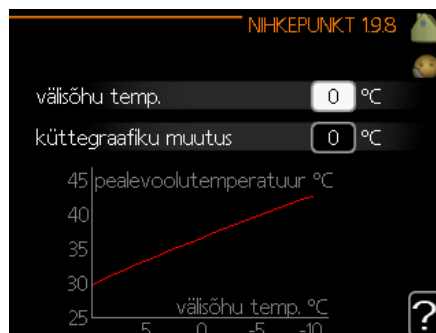 NIHKEPUNKT 1.9.8
välisõhu temp. 0 °C
küttegraafiku muutus 0 °C
45 pealevoolutemperatuur °C
40
35
30
välisõhu temp. °C
25
5 0 -5 -10
?